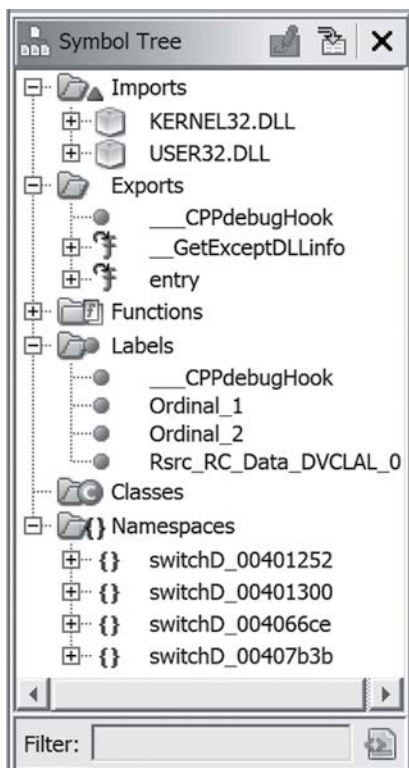 Symbol Tree
Imports
KERNEL32.DLL
USER32.DLL
Exports
___CPPdebugHook
__GetExceptDLLinfo
entry
Functions
Labels
___CPPdebugHook
Ordinal_1
Ordinal_2
Rsrc_RC_Data_DVCLAL_0
Classes
Namespaces
switchD_00401252
switchD_00401300
switchD_004066ce
switchD_00407b3b
Filter: